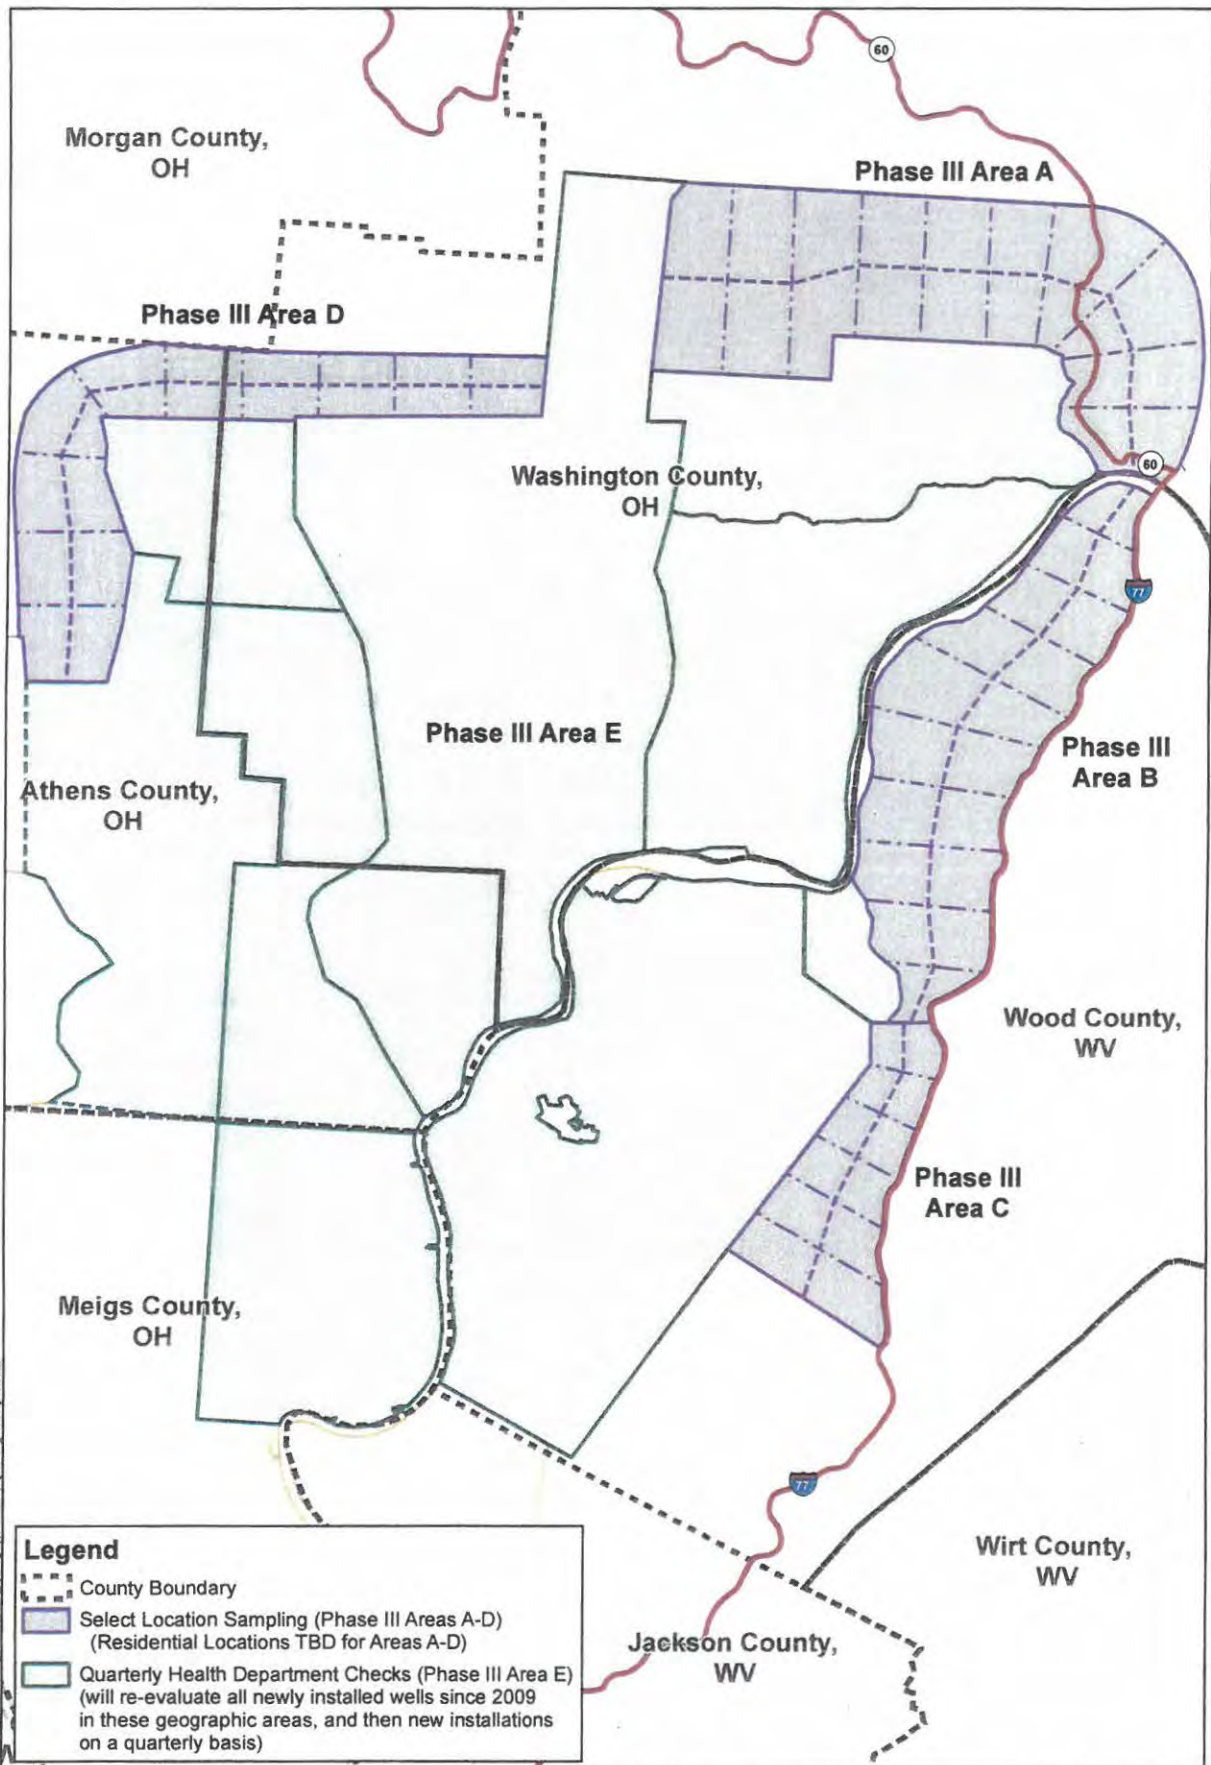 60
Morgan County,
OH
Phase III Area A
Phase III Area D
Washington County,
OH
60
77
Phase III Area E
Phase III
Area B
Athens County,
OH
Wood County,
WV
Phase III
Area C
Meigs County,
OH
77
Wirt County,
WV
Jackson County,
WV
Legend
County Boundary
Select Location Sampling (Phase III Areas A-D)
(Residential Locations TBD for Areas A-D)
Quarterly Health Department Checks (Phase III Area E)
(will re-evaluate all newly installed wells since 2009
in these geographic areas, and then new installations
on a quarterly basis)